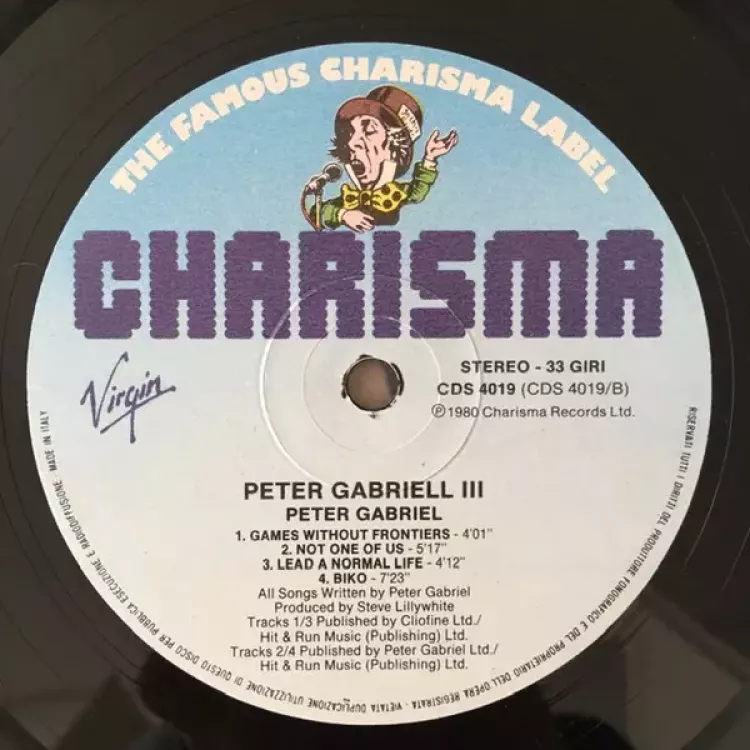 THE FAMOUS CHARISMA LABEL
CHARISMA
Virgin
STEREO - 33 GIRI
CDS 4019 (CDS 4019/B)
℗1980 Charisma Records Ltd.
PETER GABRIELL III
PETER GABRIEL
1. GAMES WITHOUT FRONTIERS - 4'01"
2. NOT ONE OF US - 5'17"
3. LEAD A NORMAL LIFE - 4'12"
4. BIKO - 7'23"
All Songs Written by Peter Gabriel
Produced by Steve Lillywhite
Tracks 1/3 Published by Cliofine Ltd./
Hit & Run Music (Publishing) Ltd.
Tracks 2/4 Published by Peter Gabriel Ltd./
Hit & Run Music (Publishing) Ltd.
RISERVATI TUTTI I DIRITTI DEL PRODUTTORE FONOGRAFICO E DEL PROPRIETARIO DELL'OPERA REGISTRATA - VIETATA DUPLICAZIONE UTILIZZAZIONE DI QUESTO DISCO PER PUBBLICA ESECUZIONE E RADIODIFFUSIONE. MADE IN ITALY